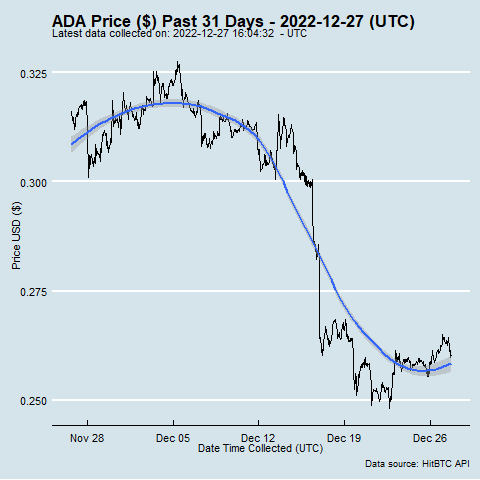 ADA Price ($) Past 31 Days - 2022-12-27 (UTC)
Latest data collected on: 2022-12-27 16:04:32 - UTC
0.325
0.300
0.275
0.250
Price USD ($)
Nov 28
Dec 05
Dec 12
Dec 19
Dec 26
Date Time Collected (UTC)
Data source: HitBTC API